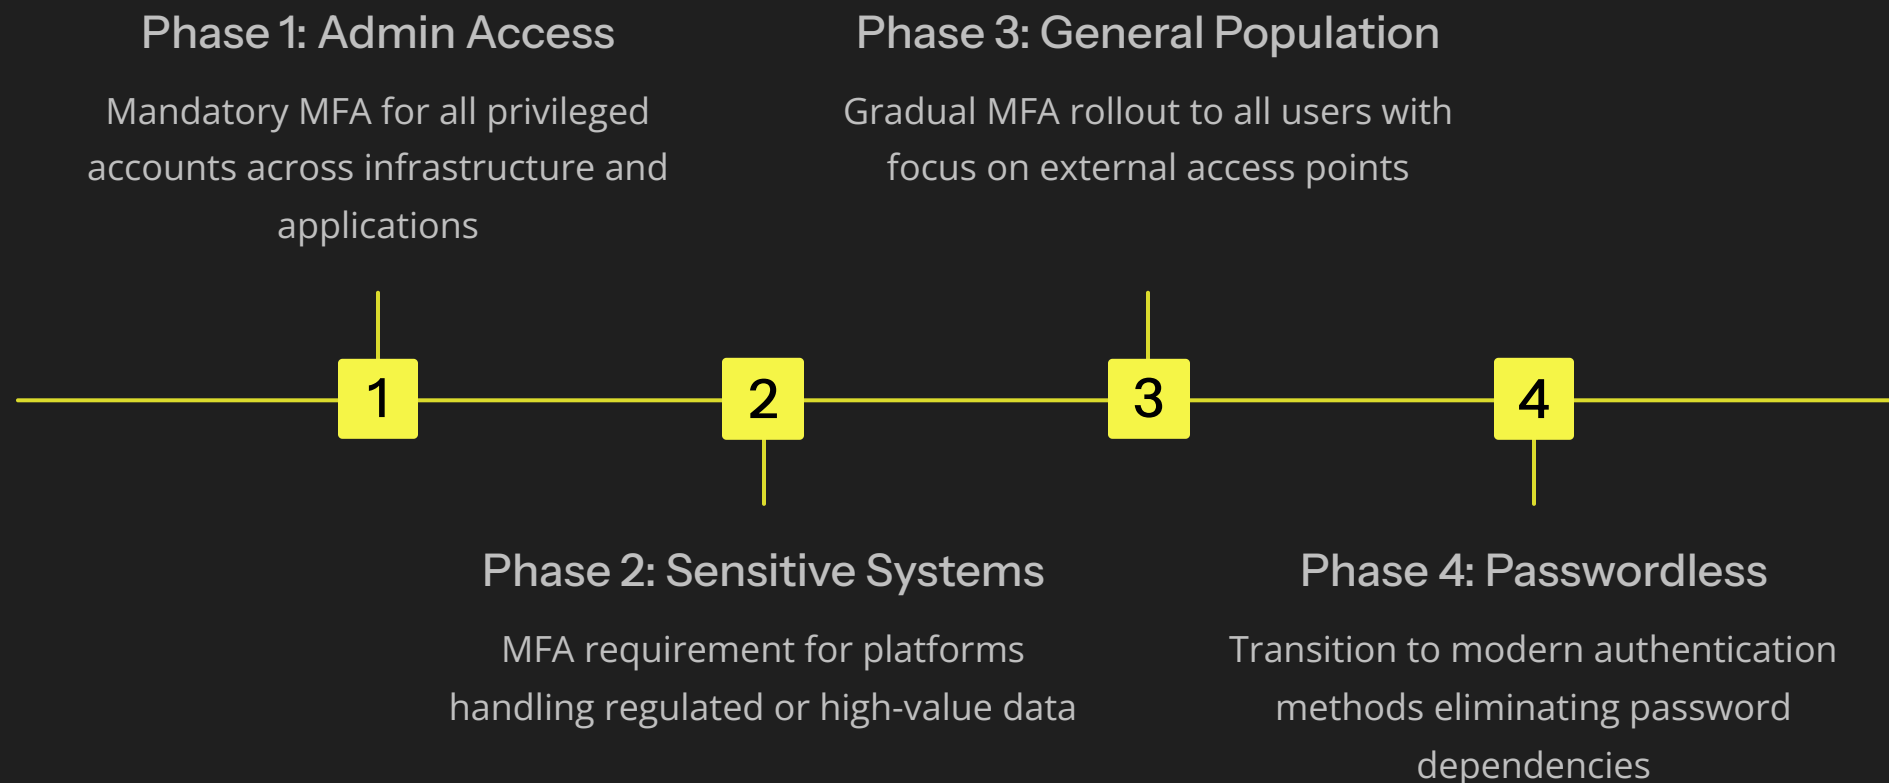 Phase 1: Admin Access
Mandatory MFA for all privileged
accounts across infrastructure and
applications
Phase 3: General Population
Gradual MFA rollout to all users with
focus on external access points
1
2
3
4
Phase 2: Sensitive Systems
MFA requirement for platforms
handling regulated or high-value data
Phase 4: Passwordless
Transition to modern authentication
methods eliminating password
dependencies